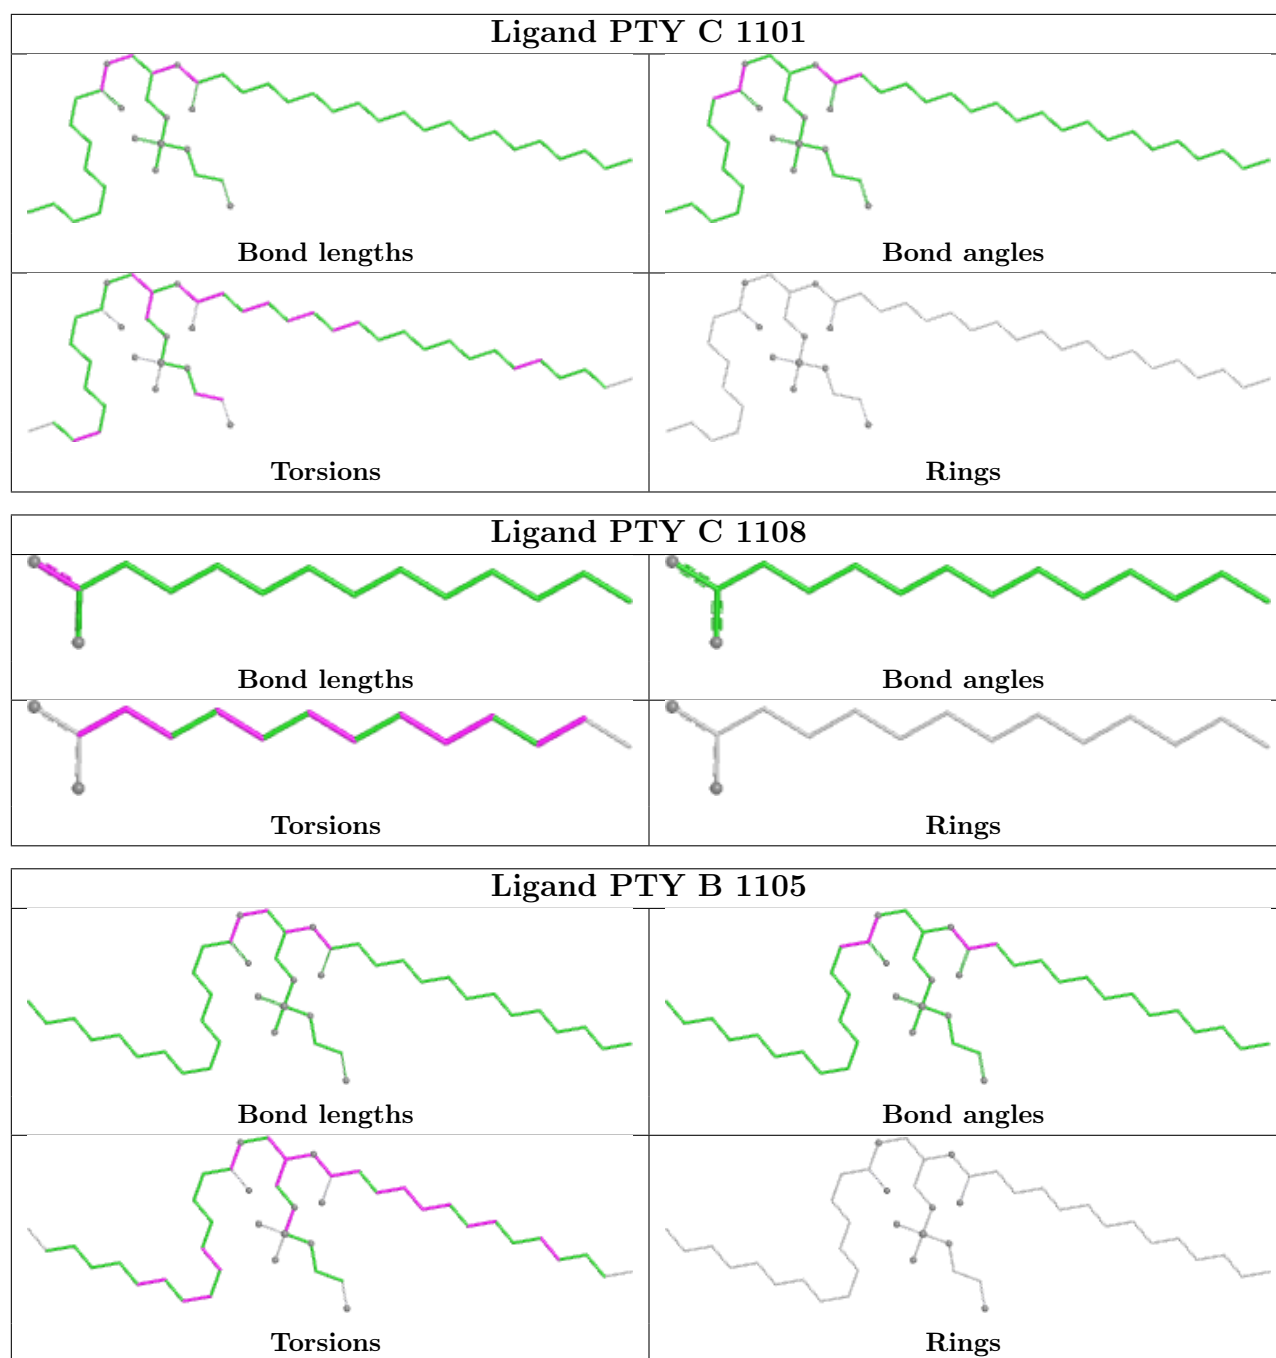 Ligand PTY C 1101
Bond lengths Bond angles
Torsions Rings
Ligand PTY C 1108
Bond lengths Bond angles
Torsions Rings
Ligand PTY B 1105
Bond lengths Bond angles
Torsions Rings